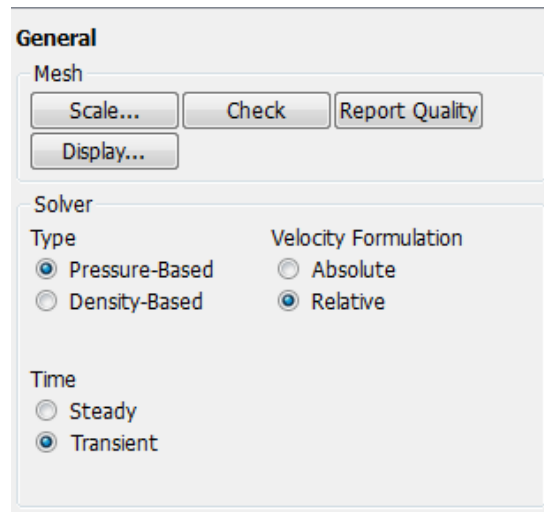 General
Mesh
Scale... Check Report Quality
Display...
Solver
Type Velocity Formulation
Pressure-Based Absolute
Density-Based Relative
Time
Steady
Transient